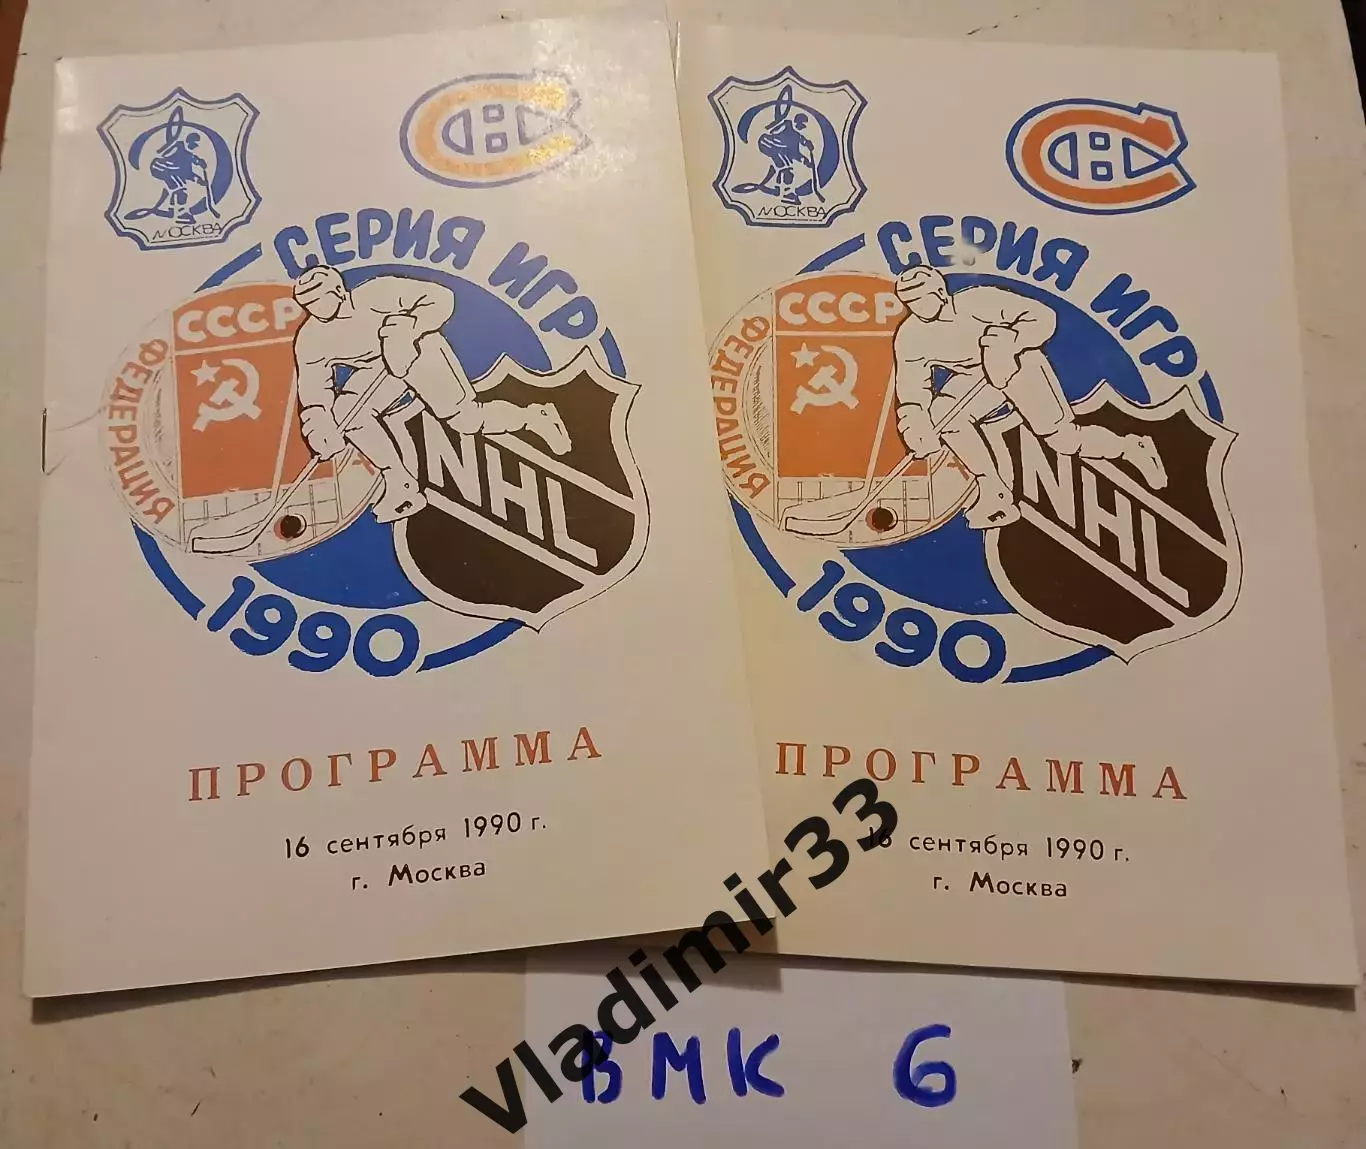 МОСКВА
СЕРИЯ ИГР
СССР
ФЕДЕРАЦИЯ
NHL
1990
ПРОГРАММА
16 сентября 1990 г.
г. Москва
МОСКВА
СЕРИЯ ИГР
СССР
ФЕДЕРАЦИЯ
NHL
1990
ПРОГРАММА
16 сентября 1990 г.
г. Москва
vladimir33
ВМК 6